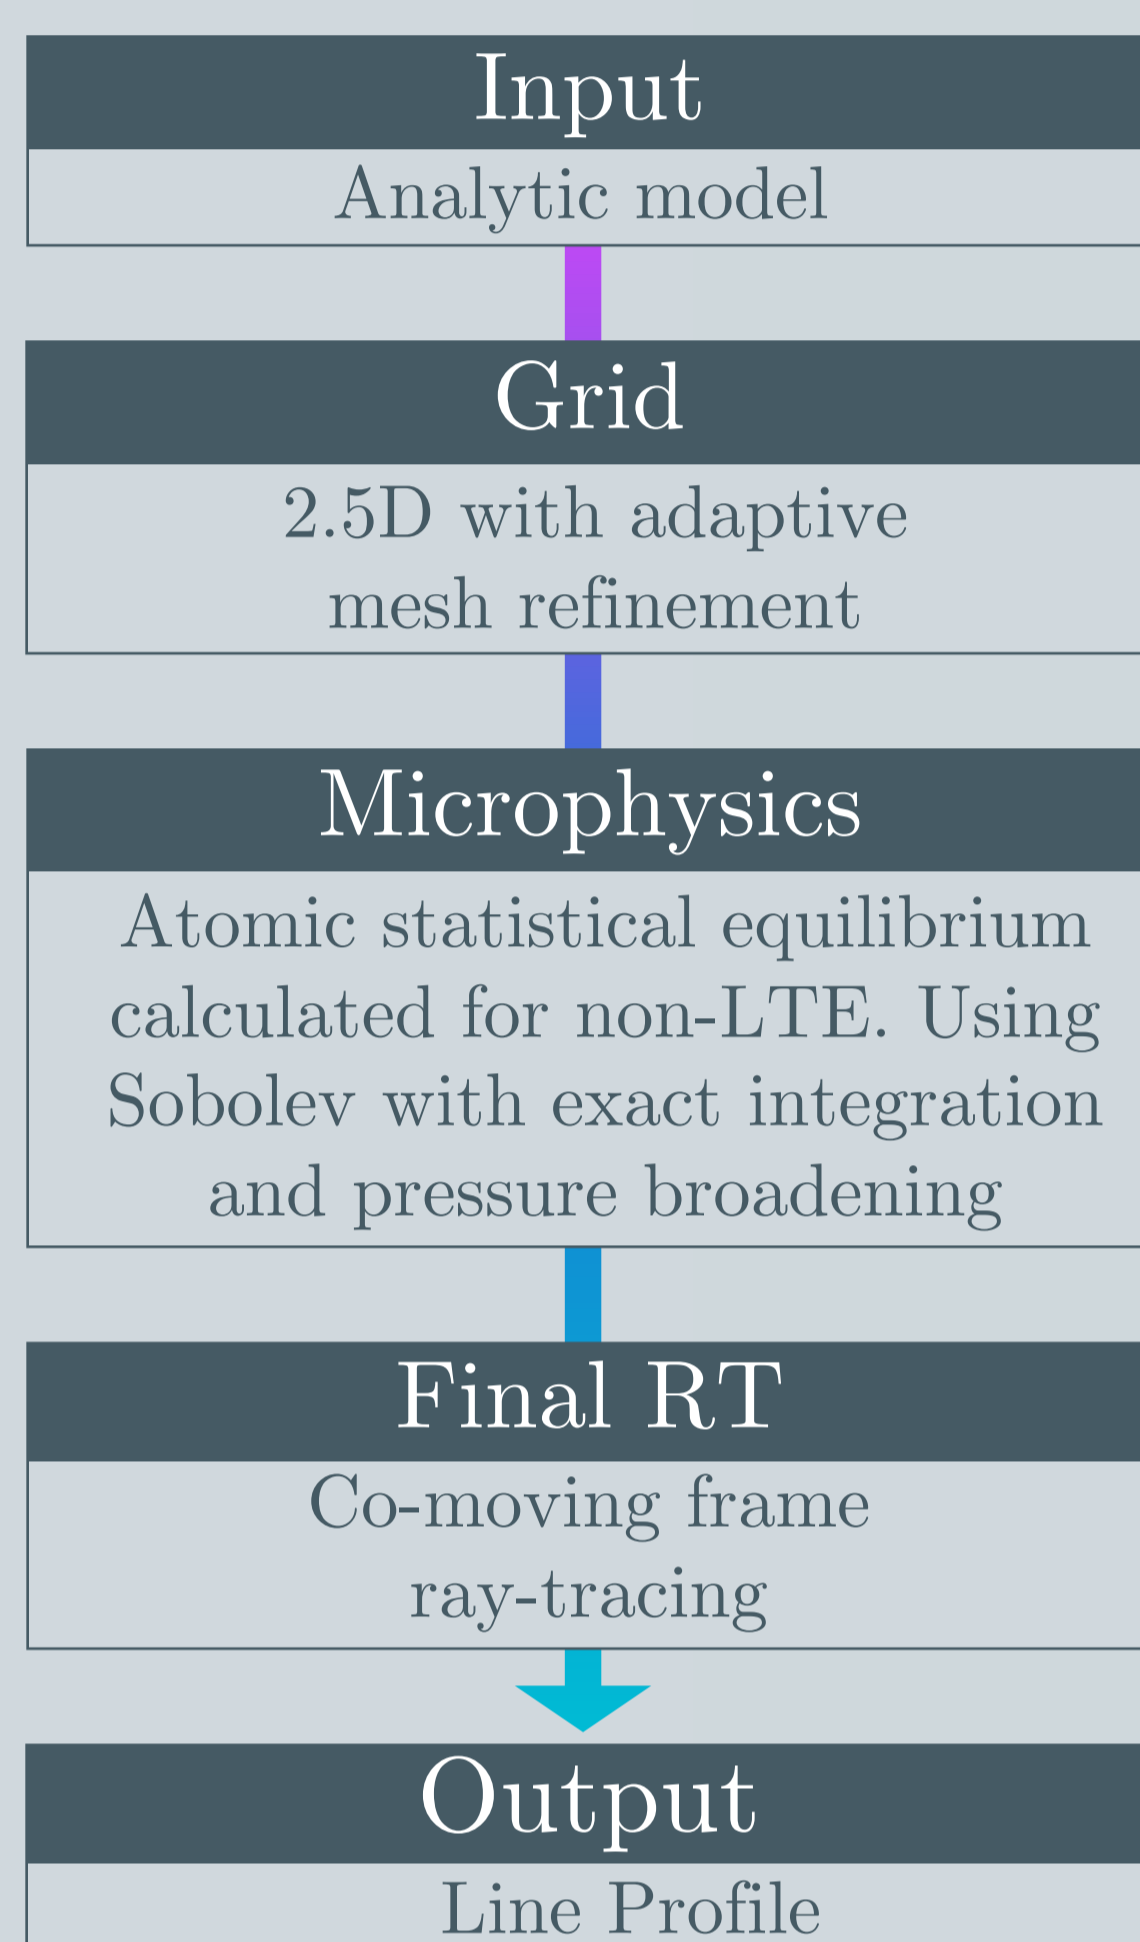 Input
Analytic model
Grid
2.5D with adaptive
mesh refinement
Microphysics
Atomic statistical equilibrium
calculated for non-LTE. Using
Sobolev with exact integration
and pressure broadening
Final RT
Co-moving frame
ray-tracing
Output
Line Profile